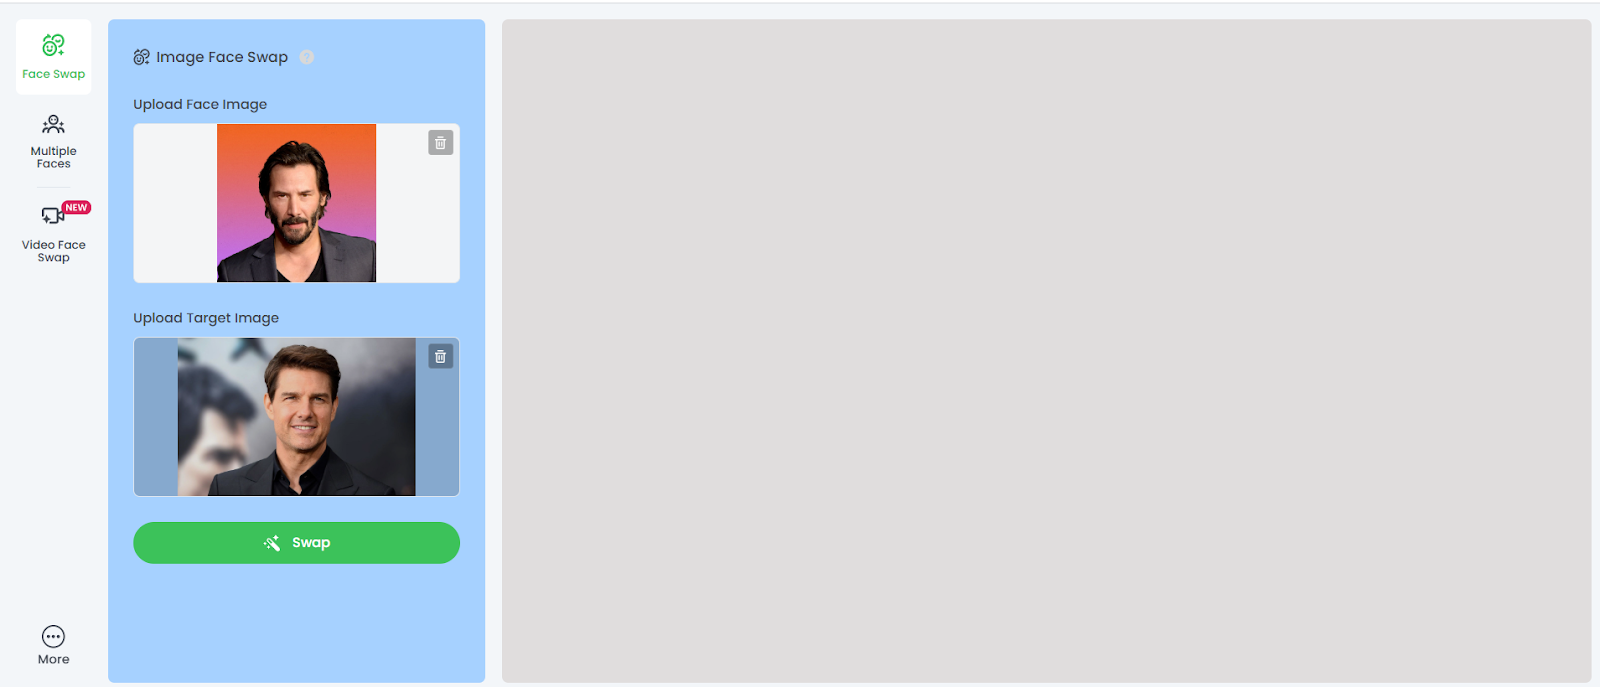 Face Swap
Multiple
Faces
NEW
Video Face
Swap
More
Image Face Swap ?
Upload Face Image
Upload Target Image
Swap